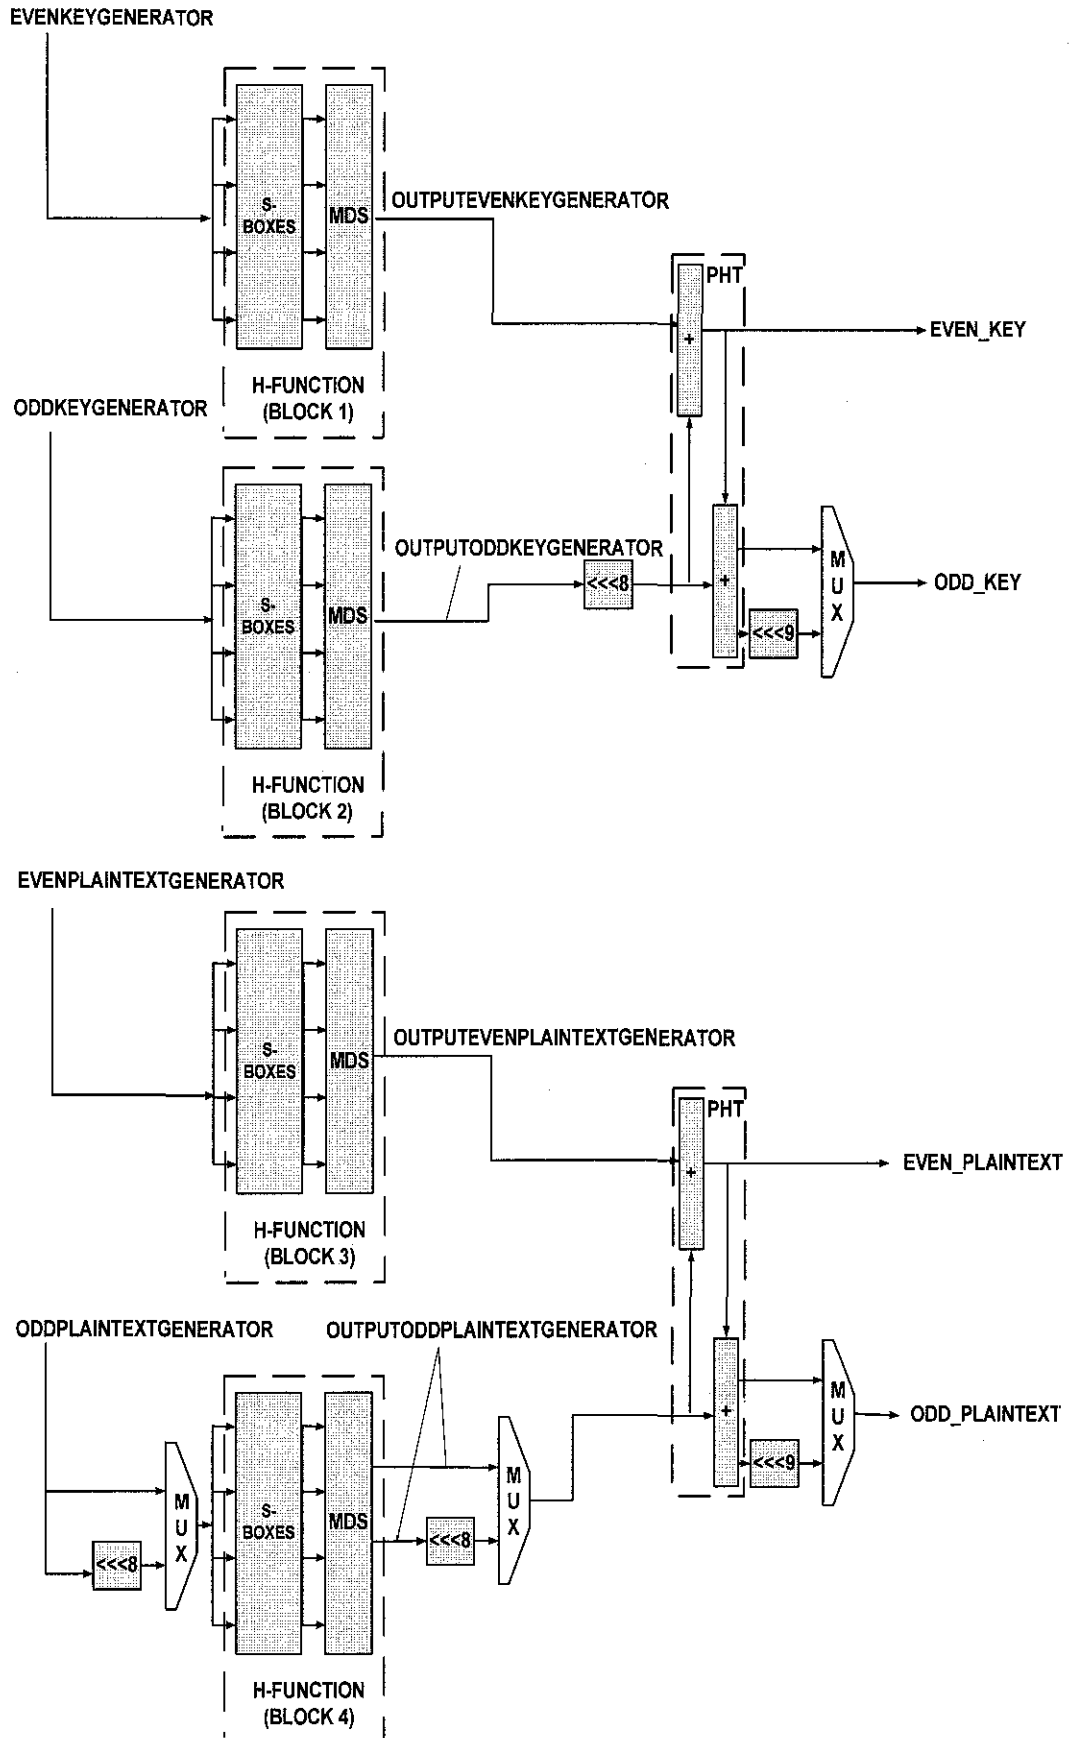 EVENKEYGENERATOR
S-
BOXES
MDS
OUTPUTEVENKEYGENERATOR
PHT
+
EVEN_KEY
H-FUNCTION
(BLOCK 1)
ODDKEYGENERATOR
S-
BOXES
MDS
OUTPUTODDKEYGENERATOR
<<<8
+
<<<9
M
U
X
ODD_KEY
H-FUNCTION
(BLOCK 2)
EVENPLAINTEXTGENERATOR
S-
BOXES
MDS
OUTPUTEVENPLAINTEXTGENERATOR
PHT
+
EVEN_PLAINTEXT
H-FUNCTION
(BLOCK 3)
ODDPLAINTEXTGENERATOR
<<<8
M
U
X
S-
BOXES
MDS
OUTPUTODDPLAINTEXTGENERATOR
<<<8
M
U
X
+
<<<9
M
U
X
ODD_PLAINTEXT
H-FUNCTION
(BLOCK 4)